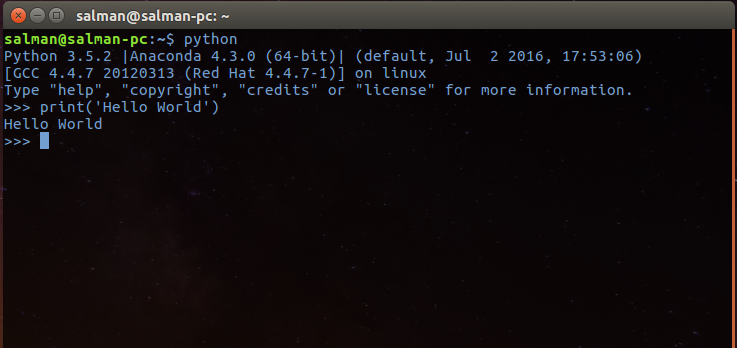 salman@salman-pc: ~
salman@salman-pc:~$ python
Python 3.5.2 |Anaconda 4.3.0 (64-bit)| (default, Jul  2 2016, 17:53:06)
[GCC 4.4.7 20120313 (Red Hat 4.4.7-1)] on linux
Type "help", "copyright", "credits" or "license" for more information.
>>> print('Hello World')
Hello World
>>>